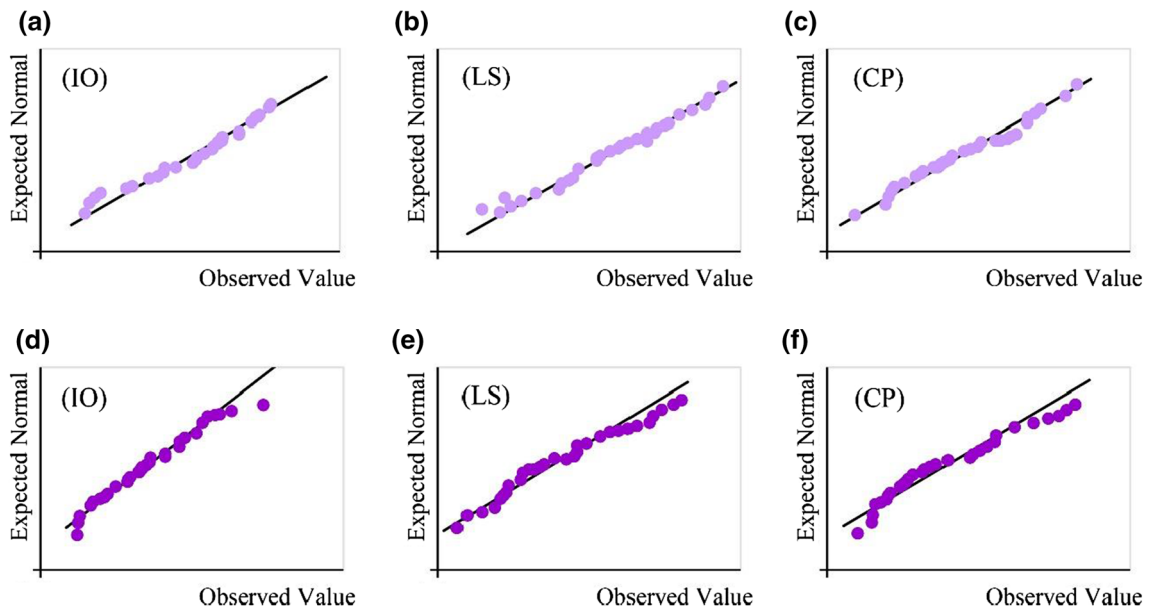 (a)
(IO)
Expected Normal
Observed Value
(b)
(LS)
Expected Normal
Observed Value
(c)
(CP)
Expected Normal
Observed Value
(d)
(IO)
Expected Normal
Observed Value
(e)
(LS)
Expected Normal
Observed Value
(f)
(CP)
Expected Normal
Observed Value